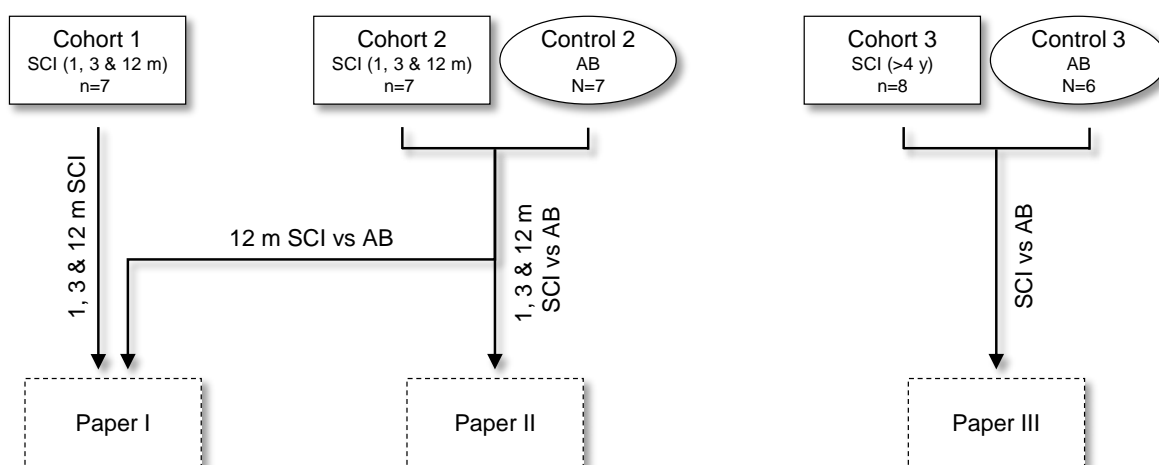 Cohort 1
SCI (1, 3 & 12 m)
n=7
Cohort 2
SCI (1, 3 & 12 m)
n=7
Control 2
AB
N=7
Cohort 3
SCI (>4 y)
n=8
Control 3
AB
N=6
1, 3 & 12 m SCI
12 m SCI vs AB
1, 3 & 12 m
SCI vs AB
SCI vs AB
Paper I
Paper II
Paper III